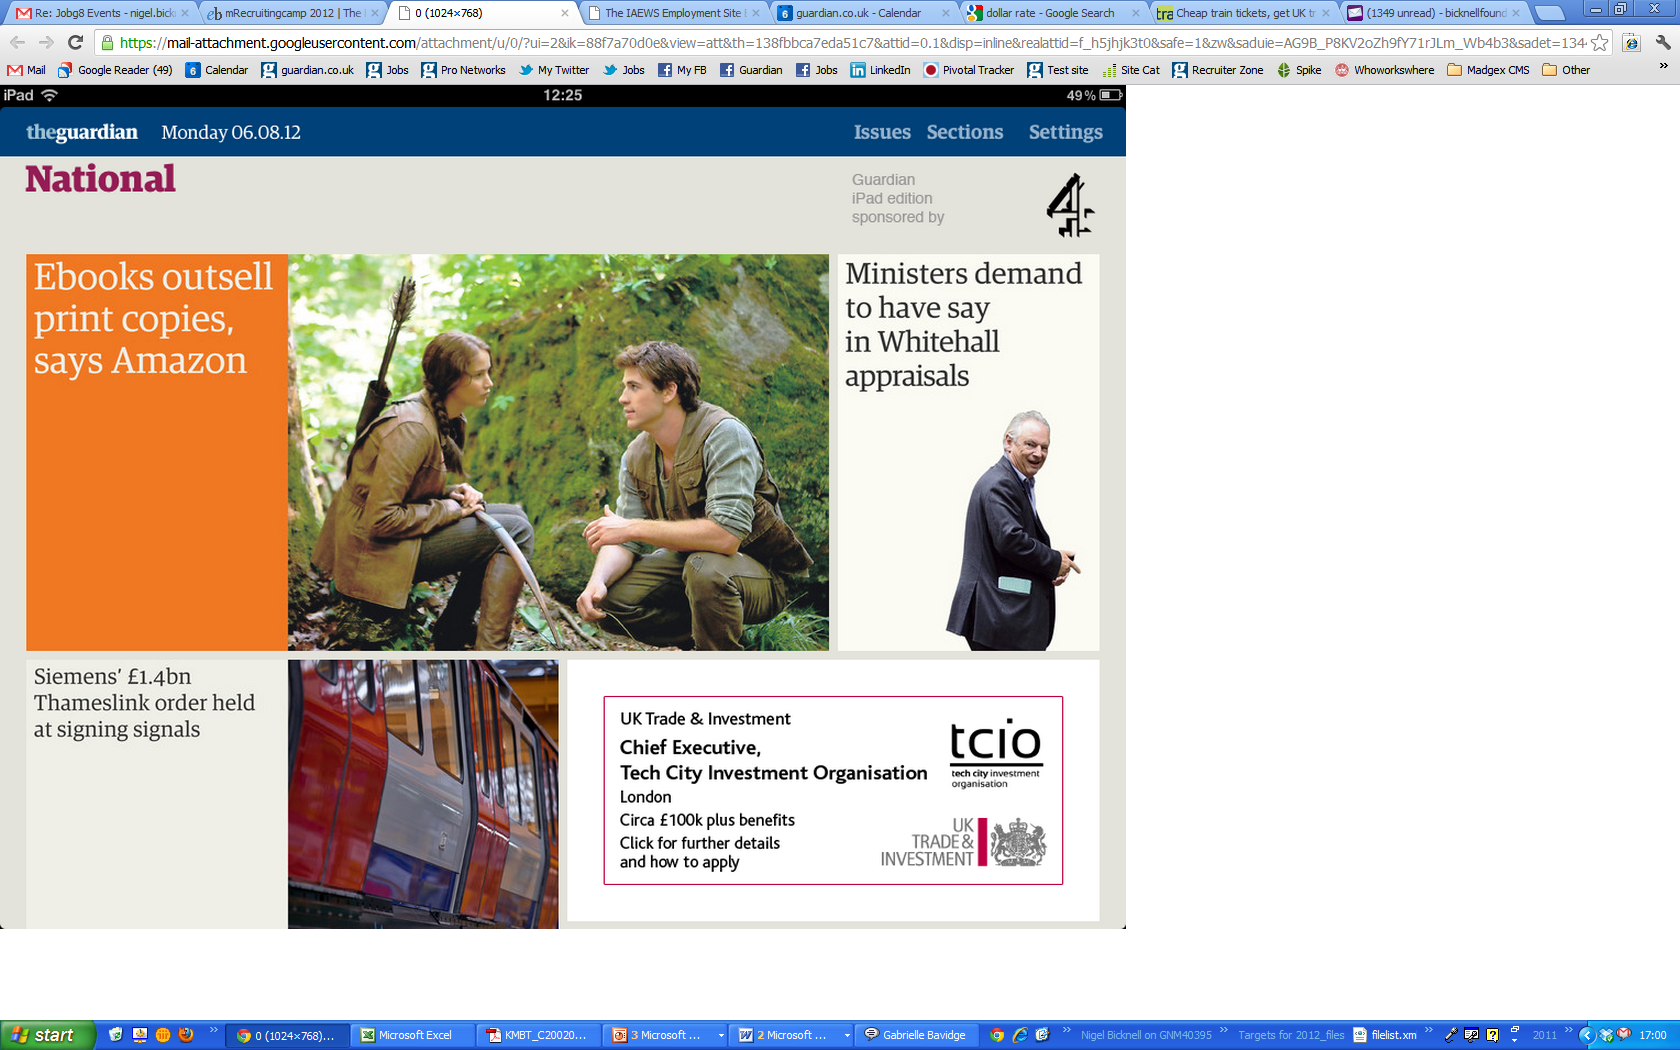 Re: Jobg8 Events - nigel.bick
mRecruitingcamp 2012 | The
0 (1024×768)
The IAEWS Employment Site
guardian.co.uk - Calendar
dollar rate - Google Search
Cheap train tickets, get UK tr
(1349 unread) - bicknellfound
https://mail-attachment.googleusercontent.com/attachment/u/0/?ui=2&ik=88f7a70d0e&view=att&th=138fbbca7eda51c7&attid=0.1&disp=inline&realattid=f_h5jhjk3t0&safe=1&zw&saduie=AG9B_P8KV2oZh9fY71rJLm_Wb4b3&sadet=134
Mail
Google Reader (49)
6 Calendar
guardian.co.uk
Jobs
Pro Networks
My Twitter
Jobs
My FB
Guardian
Jobs
LinkedIn
Pivotal Tracker
Test site
Site Cat
Recruiter Zone
Spike
Whoworkswhere
Madgex CMS
Other
iPad
12:25
49%
theguardian Monday 06.08.12
Issues Sections Settings
National
Guardian
iPad edition
sponsored by
4
Ebooks outsell
print copies,
says Amazon
Ministers demand
to have say
in Whitehall
appraisals
Siemens’ £1.4bn
Thameslink order held
at signing signals
UK Trade & Investment
Chief Executive,
Tech City Investment Organisation
London
Circa £100k plus benefits
Click for further details
and how to apply
tcio
tech city investment
organisation
UK
TRADE &
INVESTMENT
start
0 (1024×768)...
Microsoft Excel
KMBT_C20020...
3 Microsoft ...
2 Microsoft ...
Gabrielle Bavidge
Nigel Bicknell on GNM40395
Targets for 2012_files
filelist.xm
2011
17:00